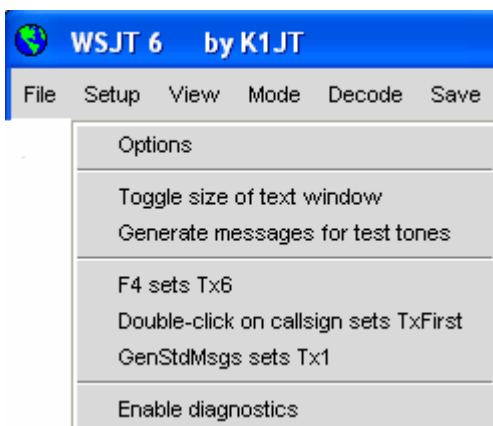 WSJT 6 by K1JT
File Setup View Mode Decode Save
Options
Toggle size of text window
Generate messages for test tones
F4 sets Tx6
Double-click on callsign sets TxFirst
GenStdMsgs sets Tx1
Enable diagnostics